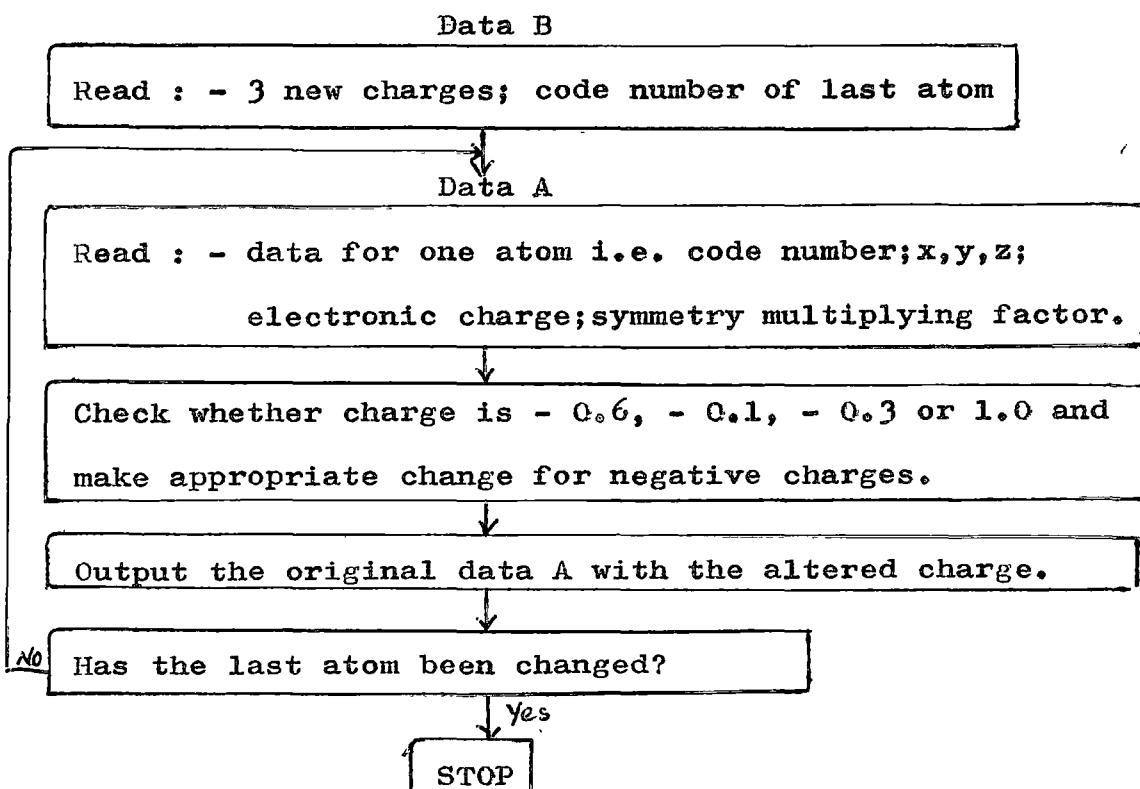 Data B
Read : - 3 new charges; code number of last atom
Data A
Read : - data for one atom i.e. code number;x,y,z;
electronic charge;symmetry multiplying factor.
Check whether charge is - 0.6, - 0.1, - 0.3 or 1.0 and
make appropriate change for negative charges.
Output the original data A with the altered charge.
NO
Has the last atom been changed?
Yes
STOP